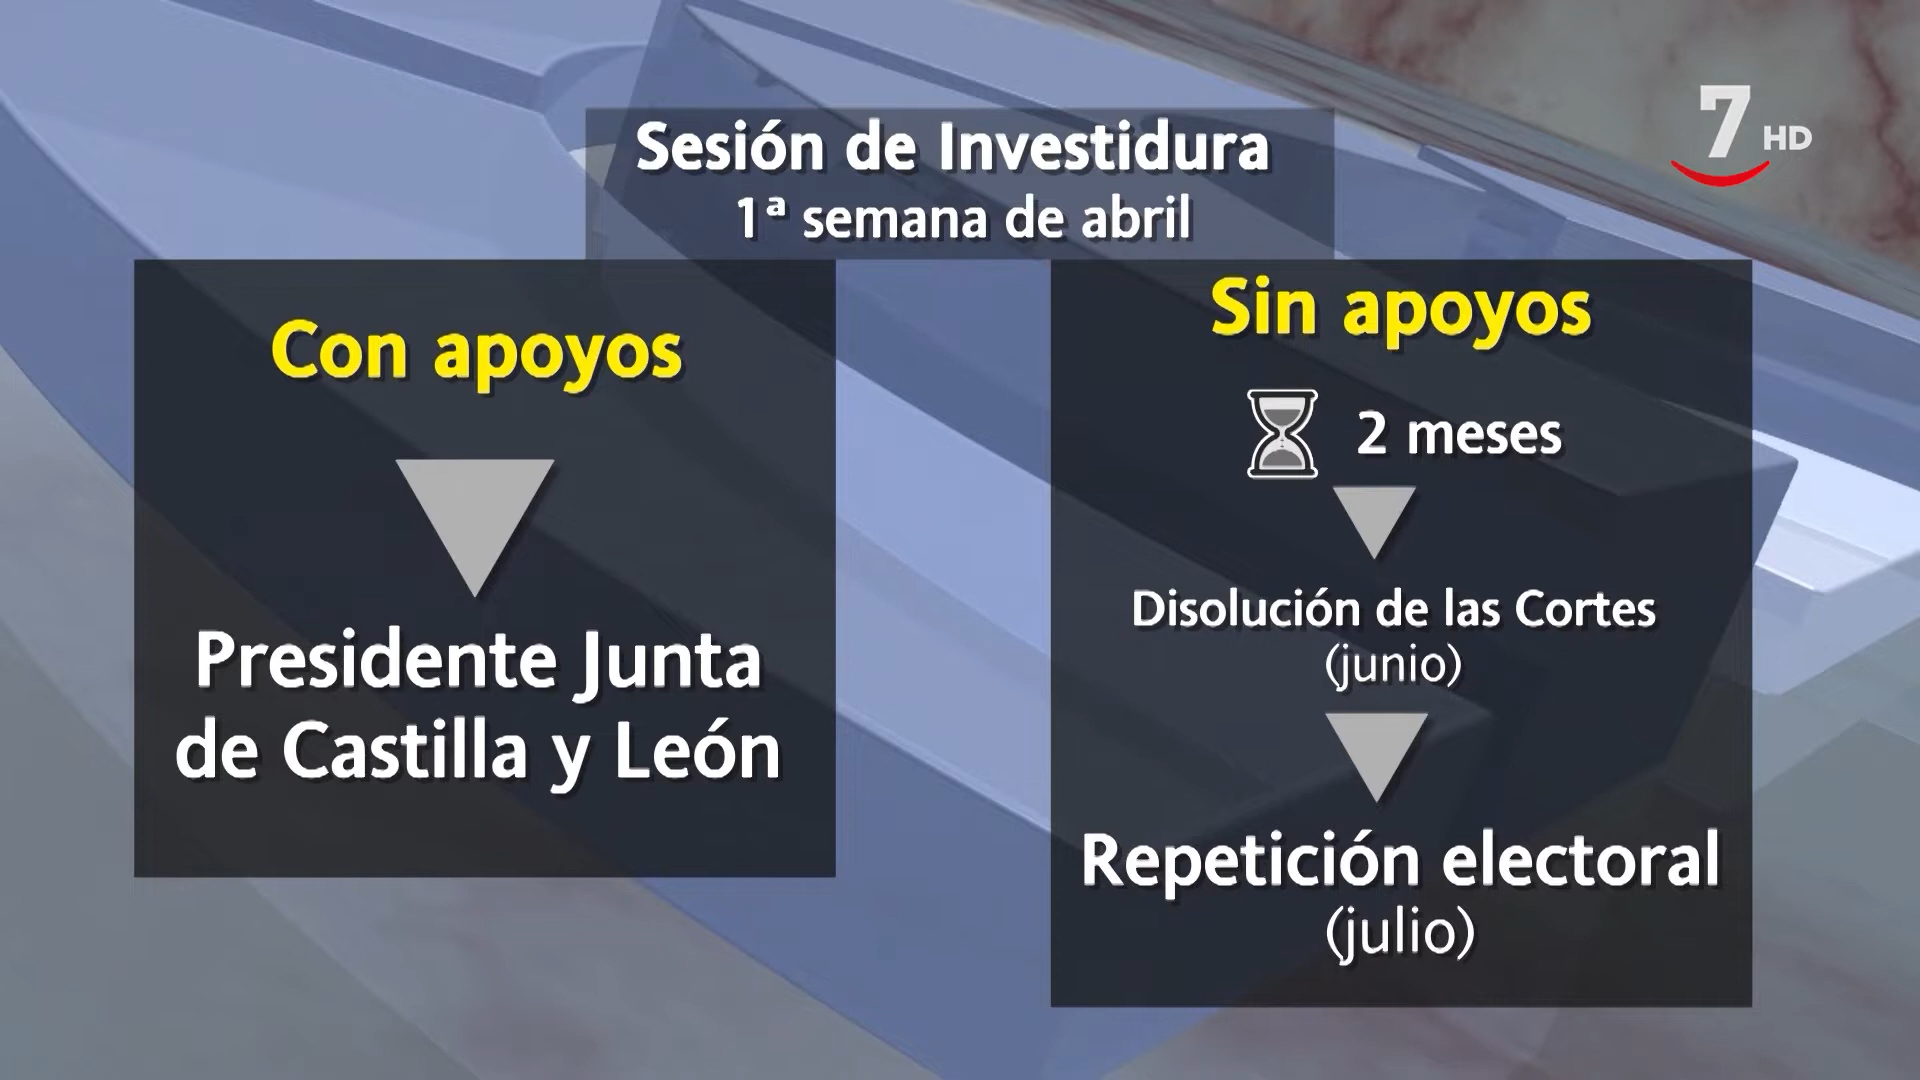 7 HD
Sesión de Investidura
1ª semana de abril
Con apoyos
Presidente Junta
de Castilla y León
Sin apoyos
2 meses
Disolución de las Cortes
(junio)
Repetición electoral
(julio)